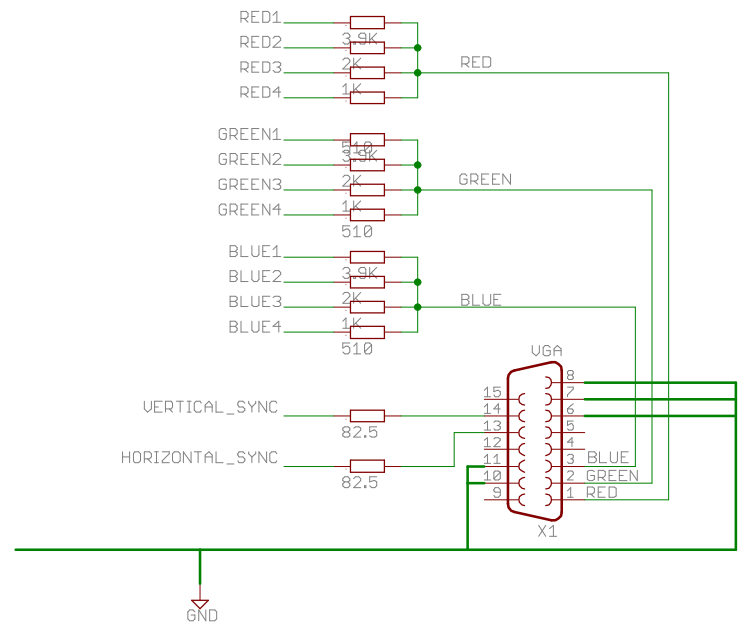 RED1
3.9K
RED2
2K
RED3
RED
1K
RED4
510
GREEN1
3.9K
GREEN2
2K
GREEN3
GREEN
1K
GREEN4
510
BLUE1
3.9K
BLUE2
2K
BLUE3
BLUE
1K
BLUE4
510
VGA
8
15
7
VERTICAL_SYNC
14
6
82.5
13
5
12
4
HORIZONTAL_SYNC
11
3
BLUE
82.5
10
2
GREEN
9
1
RED
X1
GND